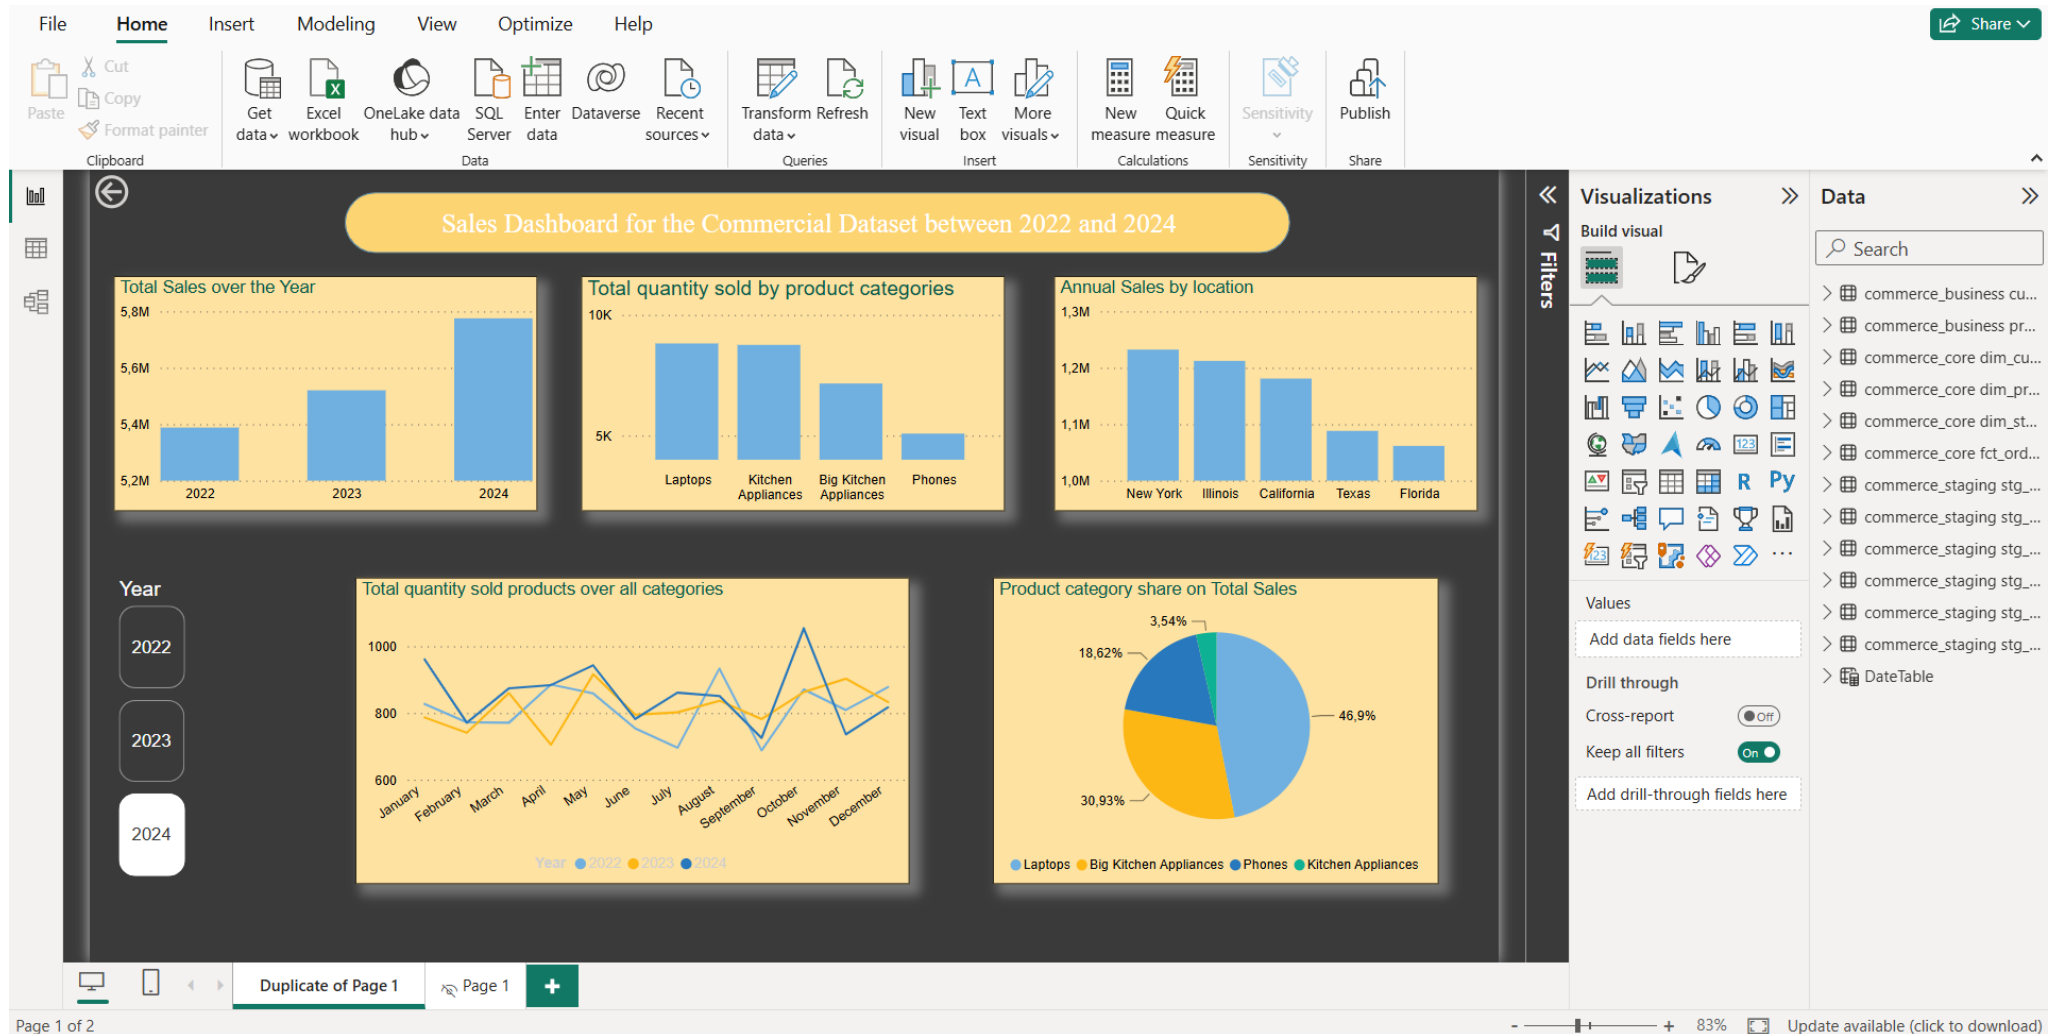 File Home Insert Modeling View Optimize Help Share
Paste
Cut
Copy
Format painter
Clipboard
Get data
Excel workbook
OneLake data hub
SQL Server
Enter data
Dataverse
Recent sources
Data
Transform data
Refresh
Queries
New visual
Text box
More visuals
Insert
New measure
Quick measure
Calculations
Sensitivity
Sensitivity
Publish
Share
Sales Dashboard for the Commercial Dataset between 2022 and 2024
Total Sales over the Year
5,8M
5,6M
5,4M
5,2M
2022 2023 2024
Total quantity sold by product categories
10K
5K
Laptops
Kitchen Appliances
Big Kitchen Appliances
Phones
Annual Sales by location
1,3M
1,2M
1,1M
1,0M
New York Illinois California Texas Florida
Year
2022
2023
2024
Total quantity sold products over all categories
1000
800
600
January February March April May June July August September October November December
Year 2022 2023 2024
Product category share on Total Sales
3,54%
18,62%
46,9%
30,93%
Laptops Big Kitchen Appliances Phones Kitchen Appliances
Filters
Visualizations
Build visual
123
R Py
123
Values
Add data fields here
Drill through
Cross-report Off
Keep all filters On
Add drill-through fields here
Data
Search
commerce_business cu...
commerce_business pr...
commerce_core dim_cu...
commerce_core dim_pr...
commerce_core dim_st...
commerce_core fct_ord...
commerce_staging stg_...
commerce_staging stg_...
commerce_staging stg_...
commerce_staging stg_...
commerce_staging stg_...
commerce_staging stg_...
DateTable
Duplicate of Page 1 Page 1 +
Page 1 of 2
- + 83% Update available (click to download)